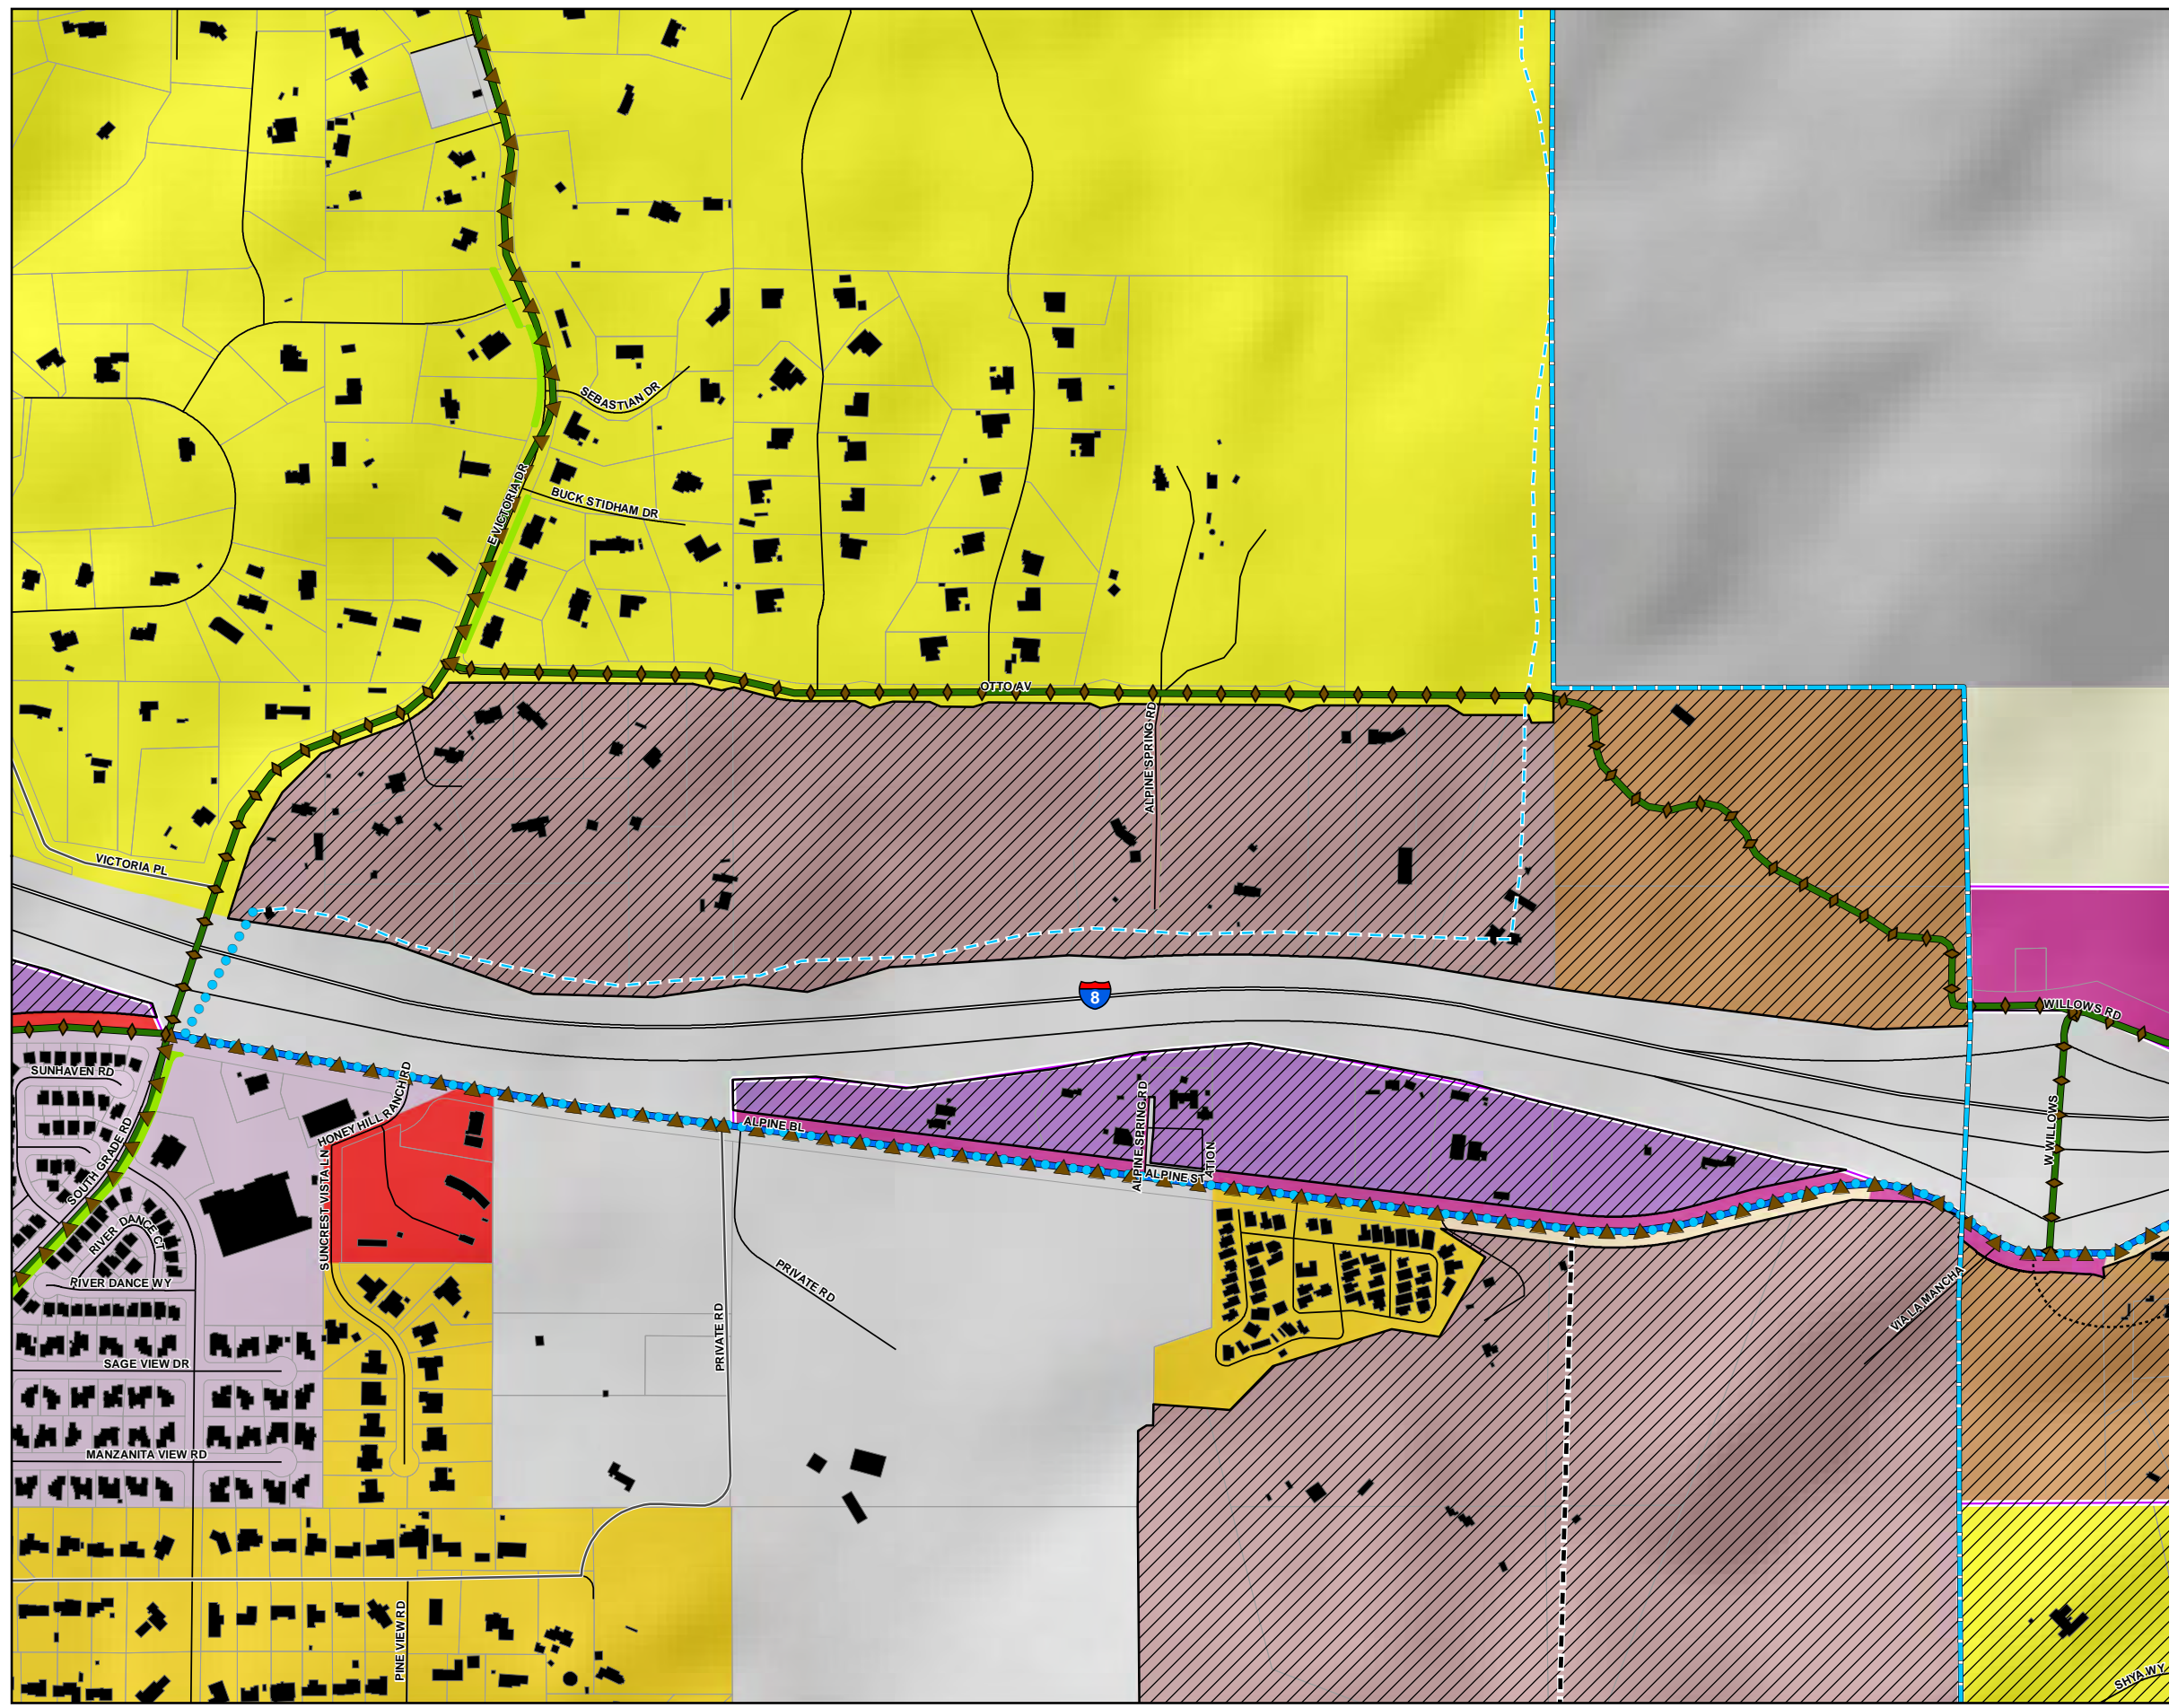 SEBASTIAN DR
E VICTORIA DR
BUCK STIDHAM DR
OTTO AV
ALPINE SPRING RD
VICTORIA PL
8
WILLOWS RD
SUNHAVEN RD
HONEY HILL RANCH RD
ALPINE BL
ALPINE SPRING RD
ALPINE STATION
W WILLOWS
SOUTH GRADE RD
SUNCREST VISTA LN
RIVER DANCE CT
RIVER DANCE WY
PRIVATE RD
PRIVATE RD
VIA LA MANCHA
SAGE VIEW DR
MANZANITA VIEW RD
PINE VIEW RD
SHYA WY